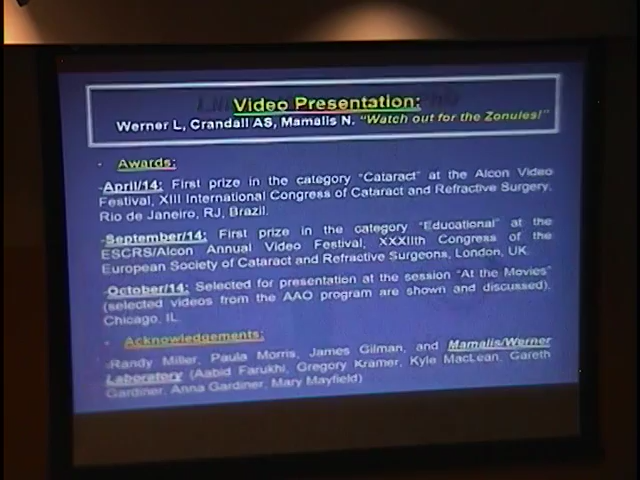 Video Presentation:
Werner L, Crandall AS, Mamalis N. "Watch out for the Zonules!"
- Awards:
-April/14: First prize in the category "Cataract" at the Alcon Video
Festival, XIII International Congress of Cataract and Refractive Surgery,
Rio de Janeiro, RJ, Brazil.
-September/14: First prize in the category "Educational" at the
ESCRS/Alcon Annual Video Festival, XXXIIth Congress of the
European Society of Cataract and Refractive Surgeons, London, UK.
-October/14: Selected for presentation at the session "At the Movies"
(selected videos from the AAO program are shown and discussed),
Chicago, IL.
- Acknowledgements:
-Randy Miller, Paula Morris, James Gilman, and Mamalis/Werner
Laboratory (Aabid Farukhi, Gregory Kramer, Kyle MacLean, Gareth
Gardiner, Anna Gardiner, Mary Mayfield)